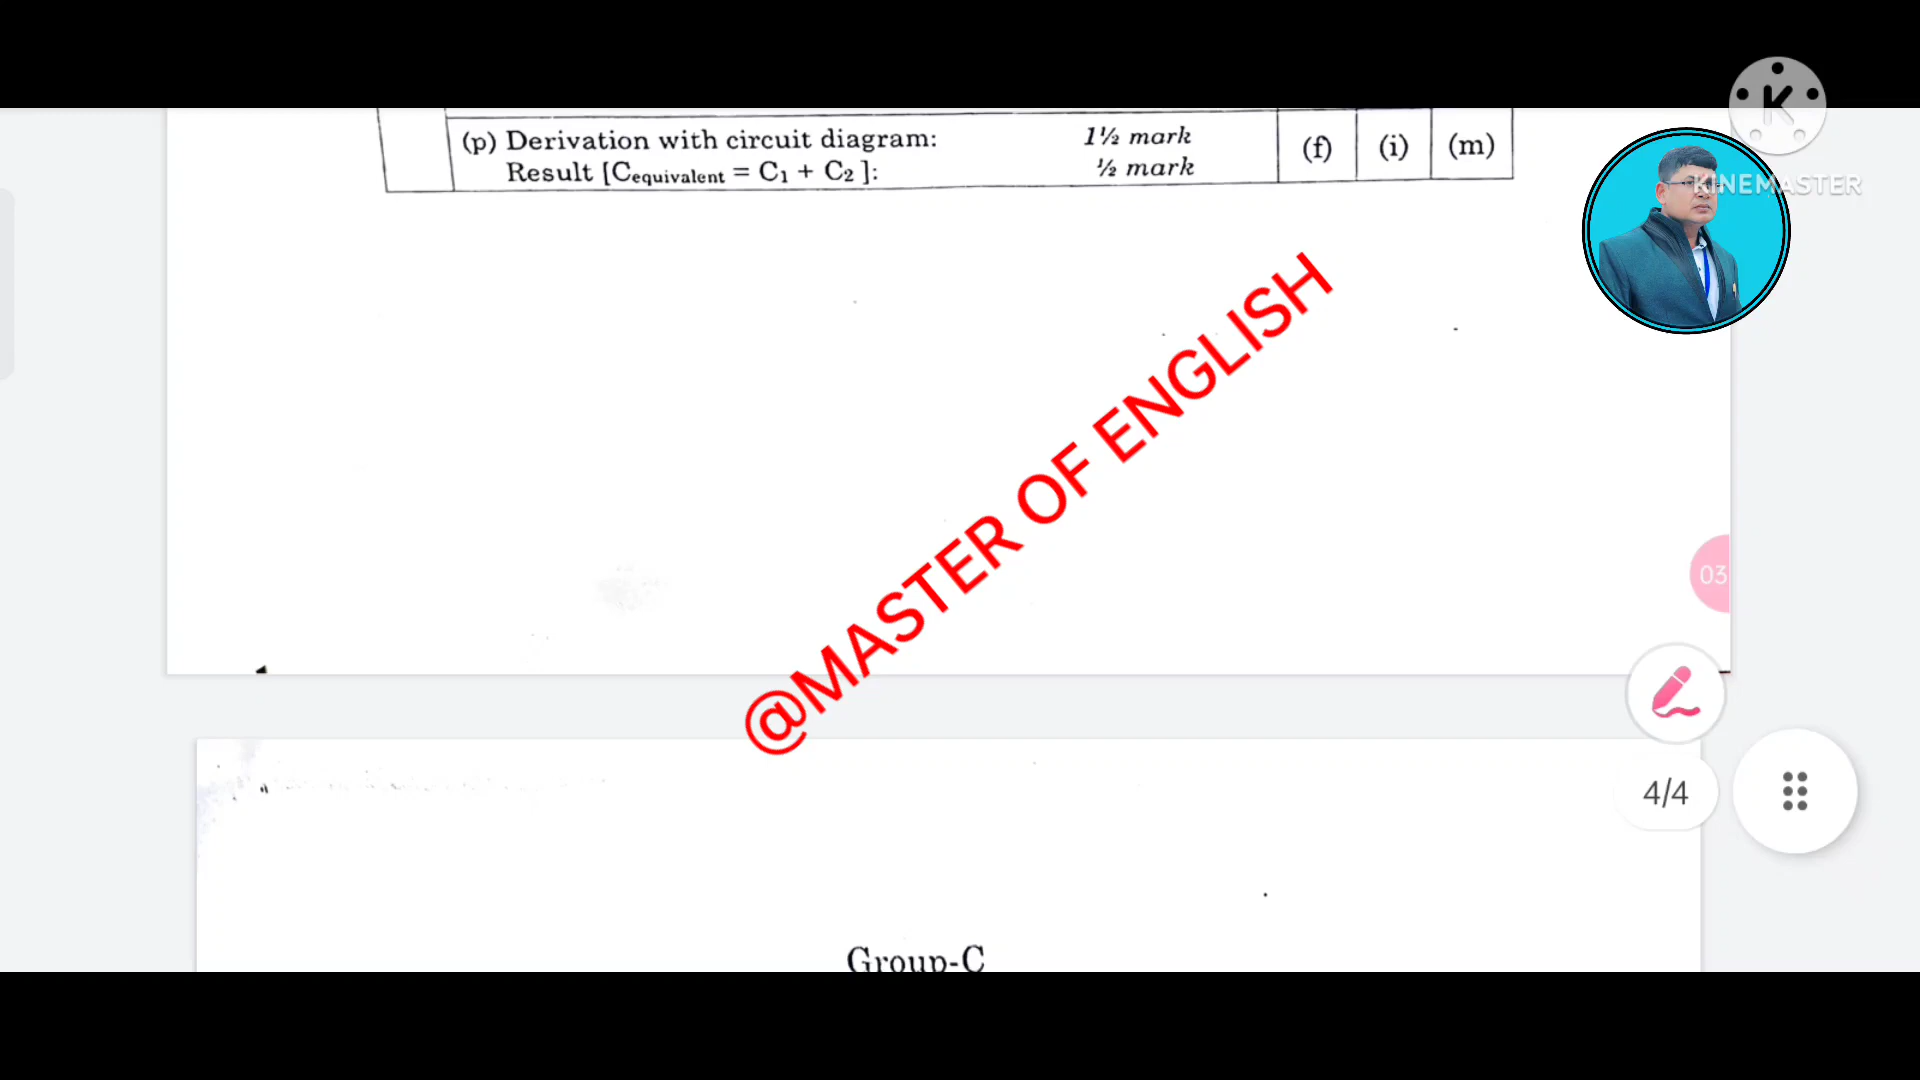 (p) Derivation with circuit diagram: 1½ mark (f) (i) (m)
Result [Cequivalent = C1 + C2 ]: ½ mark
KINEMASTER
@MASTER OF ENGLISH
03
4/4
Group-C